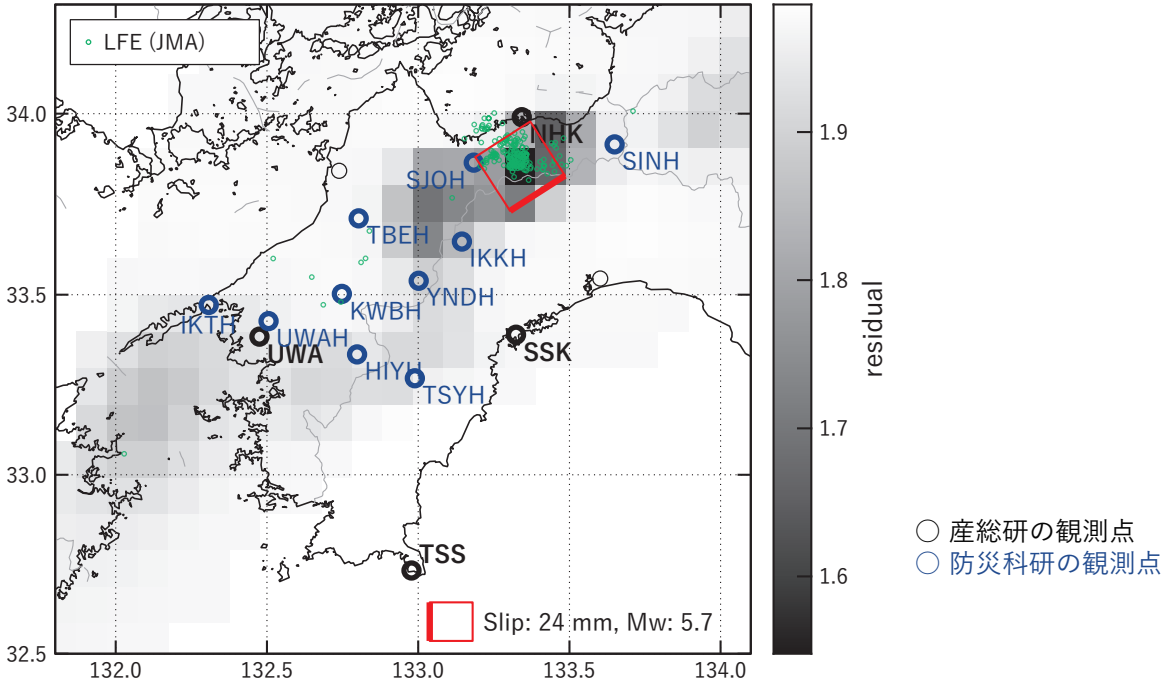 LFE (JMA)
34.0
33.5
33.0
32.5
132.0
132.5
133.0
133.5
134.0
NHK
SINH
SJOH
TBEH
IKKH
YNDH
KWBH
IKTH
UWAH
UWA
SSK
HIYH
TSYH
TSS
Slip: 24 mm, Mw: 5.7
1.9
1.8
1.7
1.6
residual
産総研の観測点
防災科研の観測点